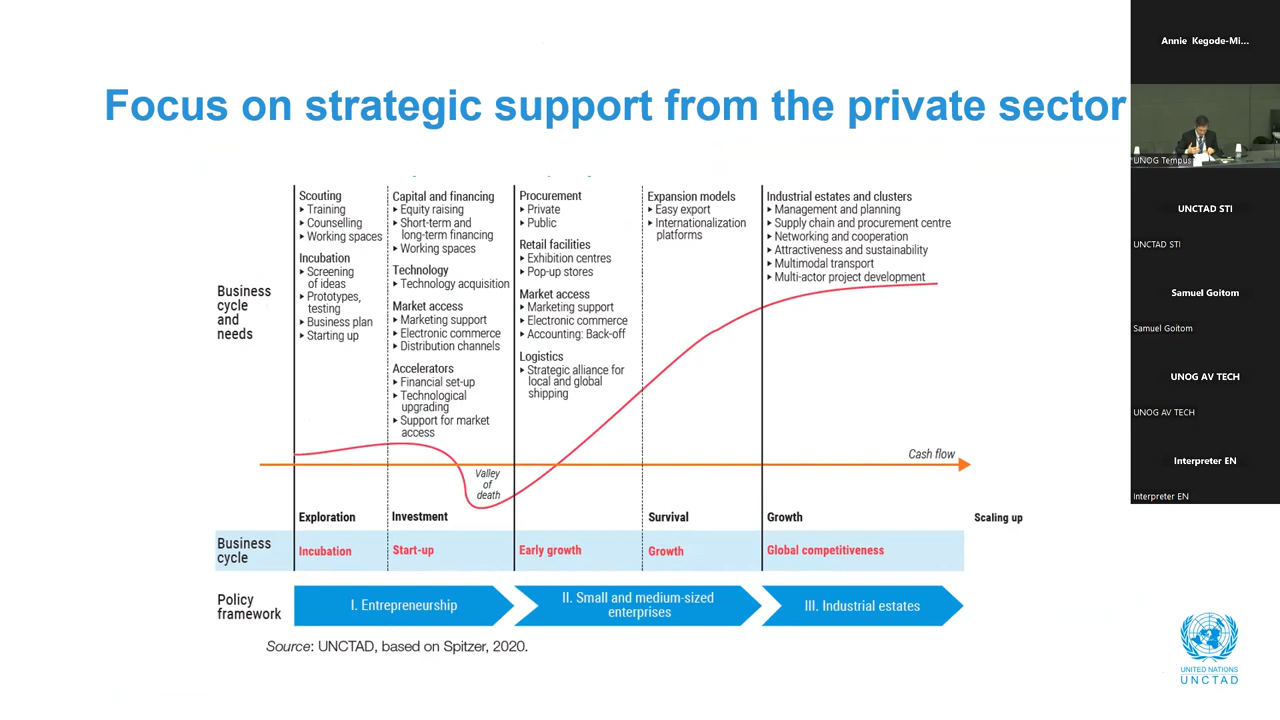 Focus on strategic support from the private sector
Scouting
‣ Training
‣ Counselling
‣ Working spaces
Incubation
‣ Screening
of ideas
‣ Prototypes,
testing
‣ Business plan
‣ Starting up
Capital and financing
‣ Equity raising
‣ Short-term and
long-term financing
‣ Working spaces
Technology
‣ Technology acquisition
Market access
‣ Marketing support
‣ Electronic commerce
‣ Distribution channels
Accelerators
‣ Financial set-up
‣ Technological
upgrading
‣ Support for market
access
Procurement
‣ Private
‣ Public
Retail facilities
‣ Exhibition centres
‣ Pop-up stores
Market access
‣ Marketing support
‣ Electronic commerce
‣ Accounting: Back-off
Logistics
‣ Strategic alliance for
local and global
shipping
Expansion models
‣ Easy export
‣ Internationalization
platforms
Industrial estates and clusters
‣ Management and planning
‣ Supply chain and procurement centre
‣ Networking and cooperation
‣ Attractiveness and sustainability
‣ Multimodal transport
‣ Multi-actor project development
Business
cycle
and
needs
Cash flow
Valley
of
death
Exploration
Investment
Survival
Growth
Scaling up
Business
cycle
Incubation
Start-up
Early growth
Growth
Global competitiveness
Policy
framework
I. Entrepreneurship
II. Small and medium-sized
enterprises
III. Industrial estates
Source: UNCTAD, based on Spitzer, 2020.
UNITED NATIONS
UNCTAD
Annie Kegode-Mi...
UNOG Tempus
UNCTAD STI
UNCTAD STI
Samuel Goitom
Samuel Goitom
UNOG AV TECH
UNOG AV TECH
Interpreter EN
Interpreter EN